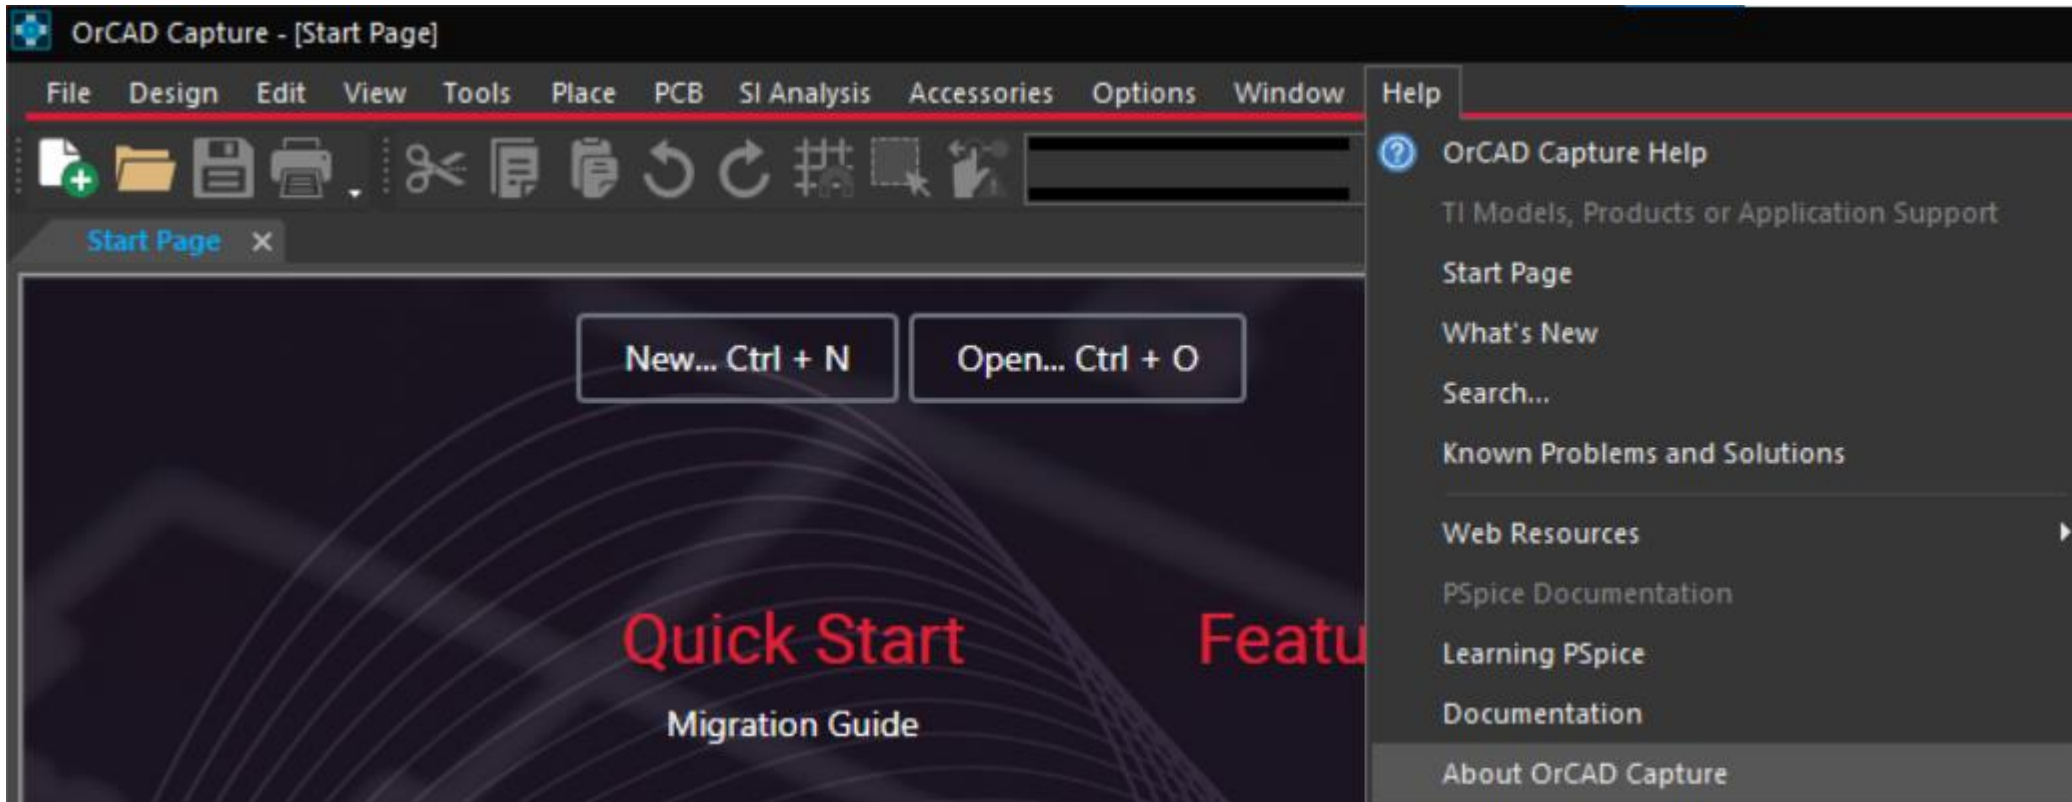 OrCAD Capture - [Start Page]
File Design Edit View Tools Place PCB SI Analysis Accessories Options Window Help
OrCAD Capture Help
TI Models, Products or Application Support
Start Page
What's New
Search...
Known Problems and Solutions
Web Resources
PSpice Documentation
Learning PSpice
Documentation
About OrCAD Capture
Start Page
New... Ctrl + N
Open... Ctrl + O
Quick Start
Migration Guide
Featu